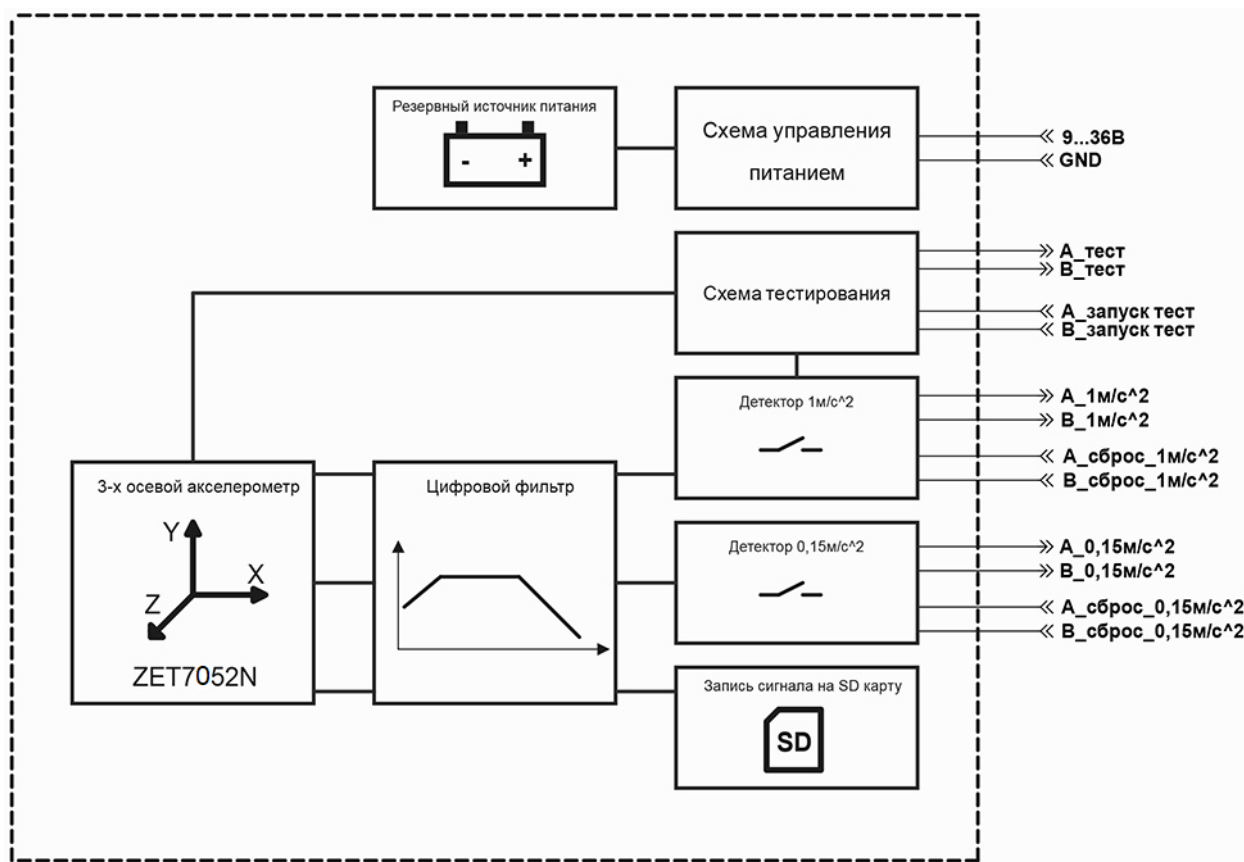 Резервный источник питания
- +
Схема управления
питанием
9...36В
GND
Схема тестирования
А_тест
В_тест
А_запуск тест
В_запуск тест
Детектор 1м/с^2
А_1м/с^2
В_1м/с^2
А_сброс_1м/с^2
В_сброс_1м/с^2
3-х осевой акселерометр
Y
X
Z
ZET7052N
Цифровой фильтр
Детектор 0,15м/с^2
А_0,15м/с^2
В_0,15м/с^2
А_сброс_0,15м/с^2
В_сброс_0,15м/с^2
Запись сигнала на SD карту
SD